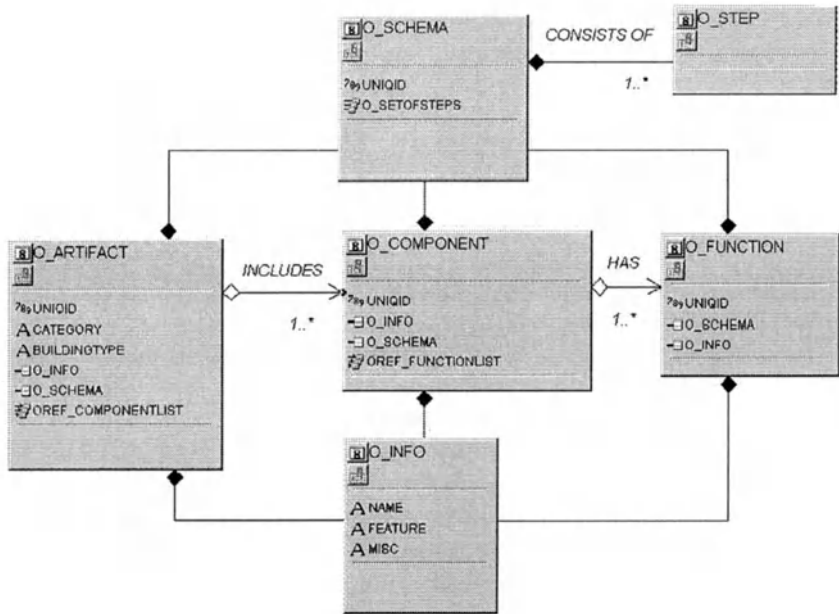 O_SCHEMA
UNIQID
O_SETOFSTEPS
CONSISTS OF
1..*
O_STEP
O_ARTIFACT
UNIQID
CATEGORY
BUILDINGTYPE
O_INFO
O_SCHEMA
OREF_COMPONENTLIST
INCLUDES
1..*
O_COMPONENT
UNIQID
O_INFO
O_SCHEMA
OREF_FUNCTIONLIST
HAS
1..*
O_FUNCTION
UNIQID
O_SCHEMA
O_INFO
O_INFO
A NAME
A FEATURE
A MISC